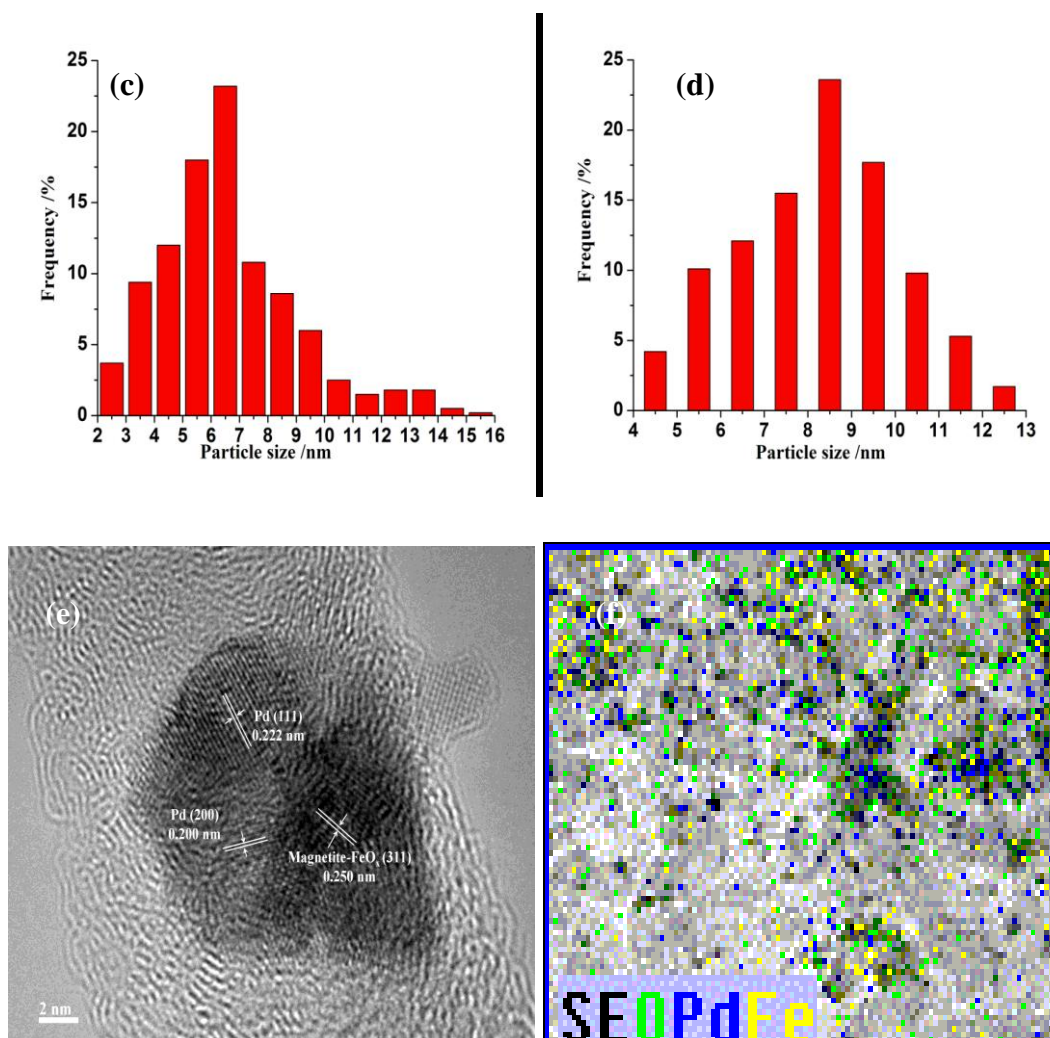 (c)
25
20
15
10
5
0
Frequency /%
2 3 4 5 6 7 8 9 10 11 12 13 14 15 16
Particle size /nm
(d)
25
20
15
10
5
0
Frequency /%
4 5 6 7 8 9 10 11 12 13
Particle size /nm
(e)
Pd (111)
0.222 nm
Pd (200)
0.200 nm
Magnetite-FeOx (311)
0.250 nm
2 nm
(f)
SEOPdFe